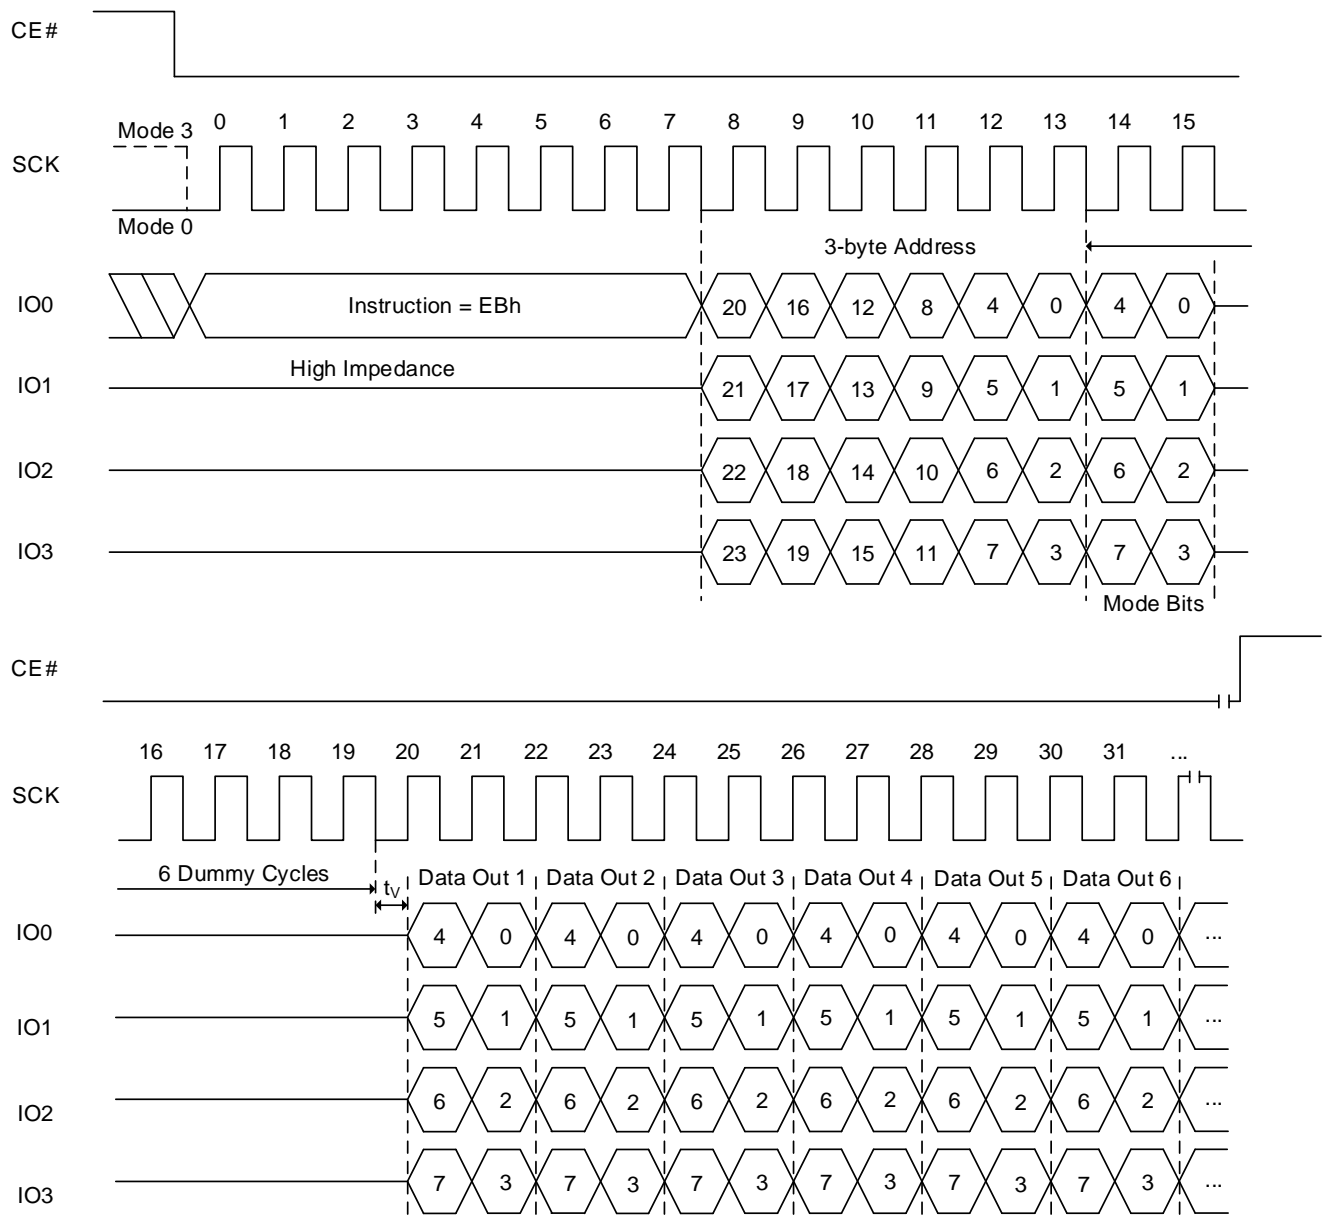 CE#
Mode 3 0 1 2 3 4 5 6 7 8 9 10 11 12 13 14 15
SCK
Mode 0
3-byte Address
IO0 Instruction = EBh 20 16 12 8 4 0 4 0
High Impedance
IO1 21 17 13 9 5 1 5 1
IO2 22 18 14 10 6 2 6 2
IO3 23 19 15 11 7 3 7 3
Mode Bits
CE#
16 17 18 19 20 21 22 23 24 25 26 27 28 29 30 31 ...
SCK
6 Dummy Cycles tV Data Out 1 Data Out 2 Data Out 3 Data Out 4 Data Out 5 Data Out 6
IO0 4 0 4 0 4 0 4 0 4 0 4 0 ...
IO1 5 1 5 1 5 1 5 1 5 1 5 1 ...
IO2 6 2 6 2 6 2 6 2 6 2 6 2 ...
IO3 7 3 7 3 7 3 7 3 7 3 7 3 ...